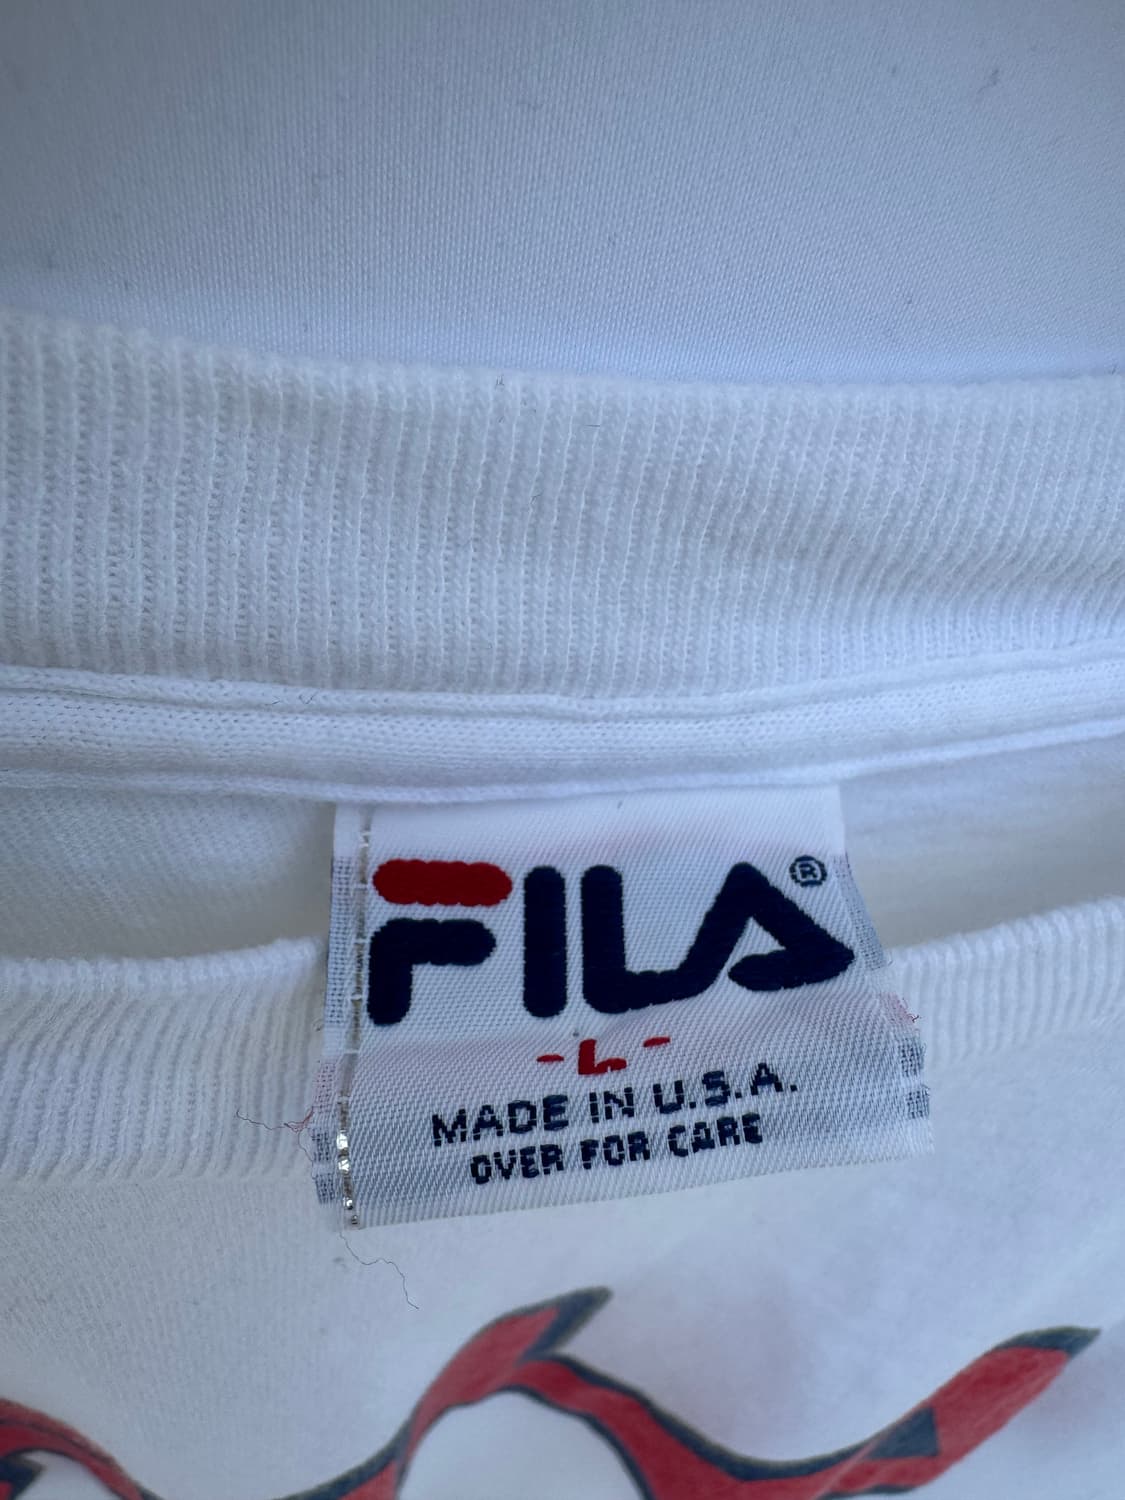 FILA®
- L -
MADE IN U.S.A.
OVER FOR CARE